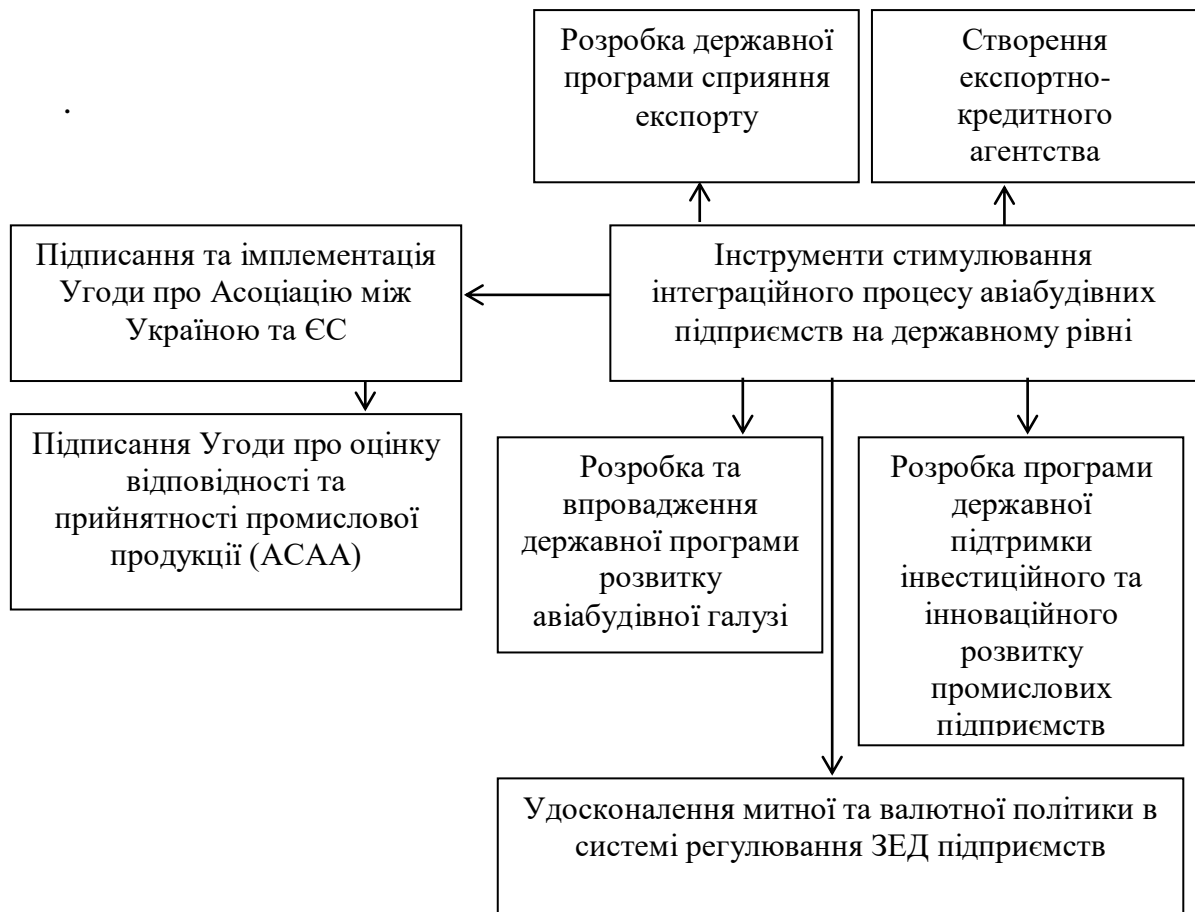 Розробка державної
програми сприяння
експорту
Створення
експортно-
кредитного
агентства
.
Підписання та імплементація
Угоди про Асоціацію між
Україною та ЄС
Інструменти стимулювання
інтеграційного процесу авіабудівних
підприємств на державному рівні
Підписання Угоди про оцінку
відповідності та
прийнятності промислової
продукції (АСАА)
Розробка та
впровадження
державної програми
розвитку
авіабудівної галузі
Розробка програми
державної
підтримки
інвестиційного та
інноваційного
розвитку
промислових
підприємств
Удосконалення митної та валютної політики в
системі регулювання ЗЕД підприємств